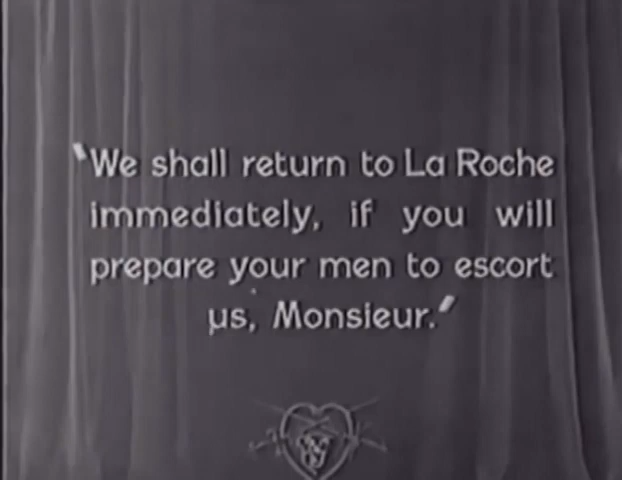 "We shall return to La Roche
immediately, if you will
prepare your men to escort
us, Monsieur."